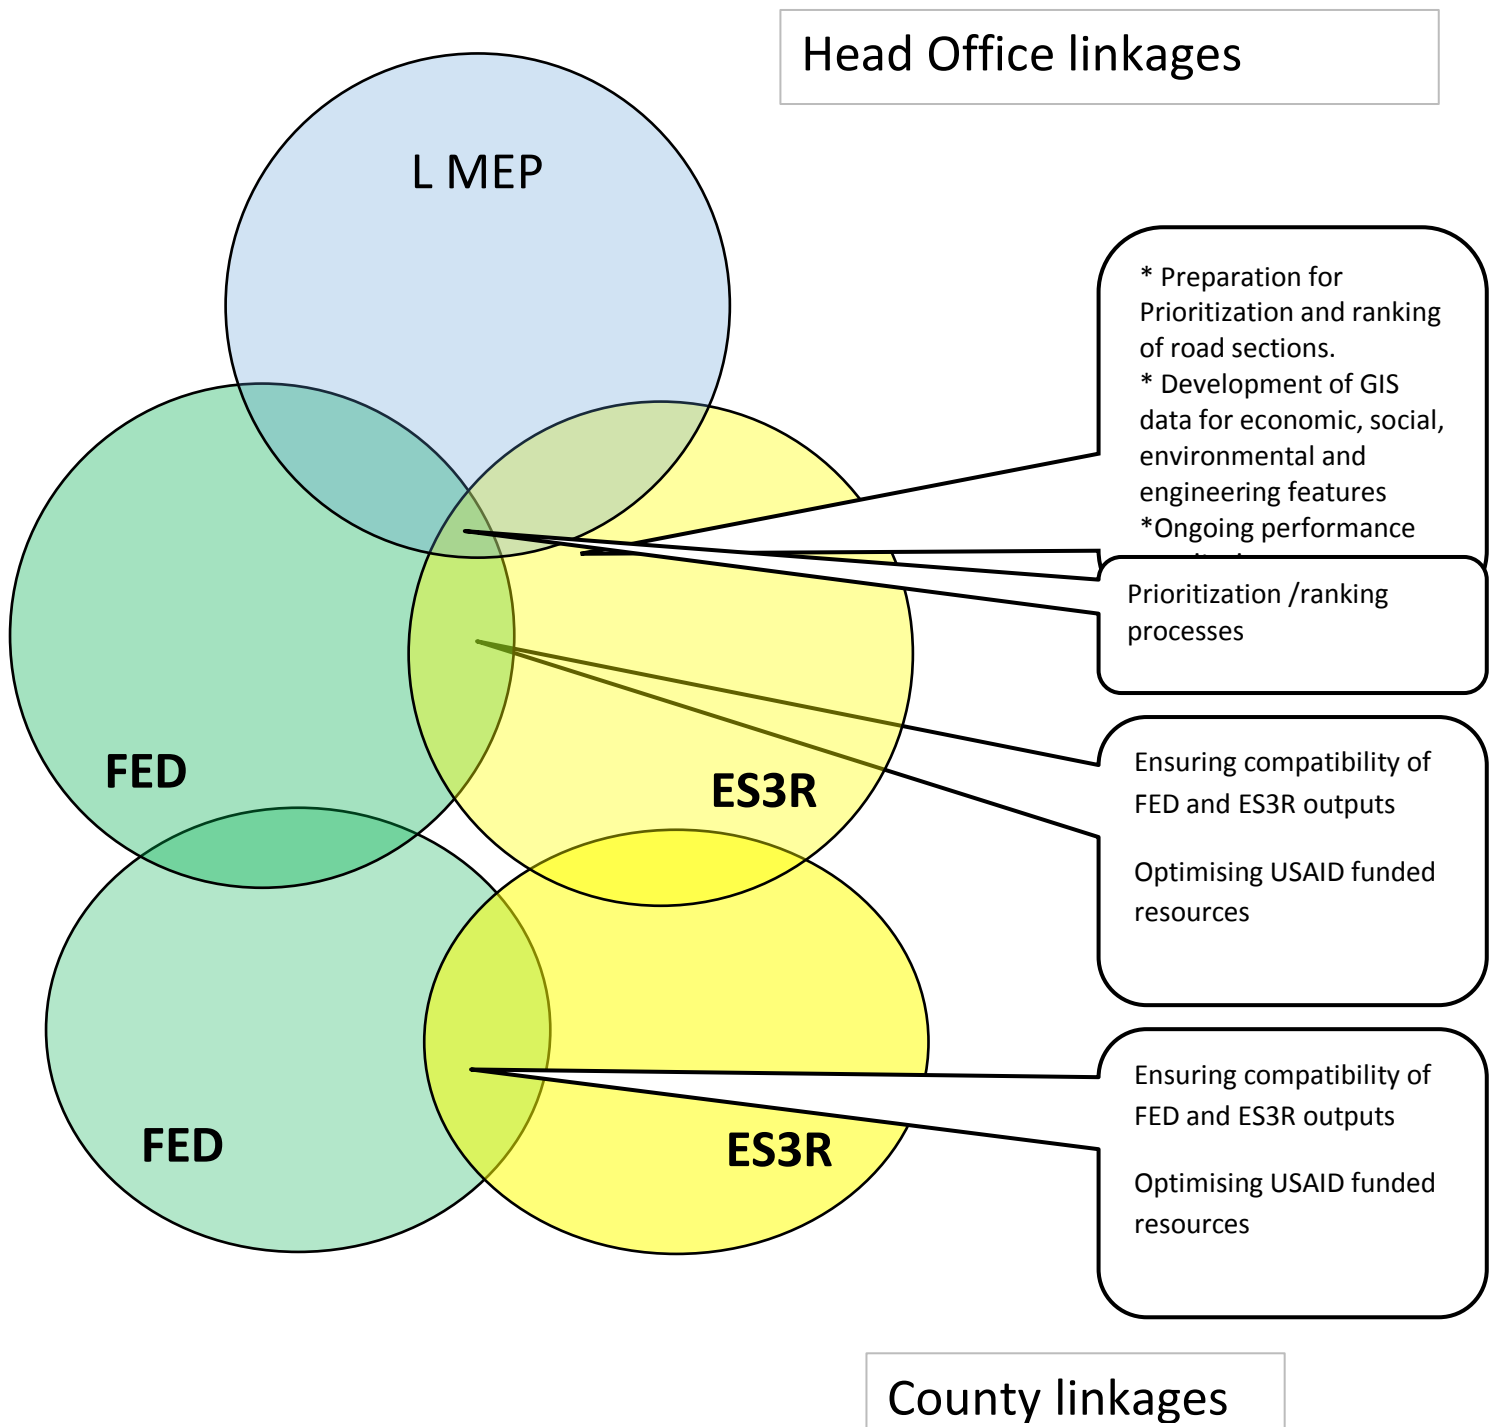 Head Office linkages
L MEP
* Preparation for
Prioritization and ranking
of road sections.
* Development of GIS
data for economic, social,
environmental and
engineering features
*Ongoing performance
Prioritization /ranking
processes
FED
ES3R
Ensuring compatibility of
FED and ES3R outputs
Optimising USAID funded
resources
FED
ES3R
Ensuring compatibility of
FED and ES3R outputs
Optimising USAID funded
resources
County linkages